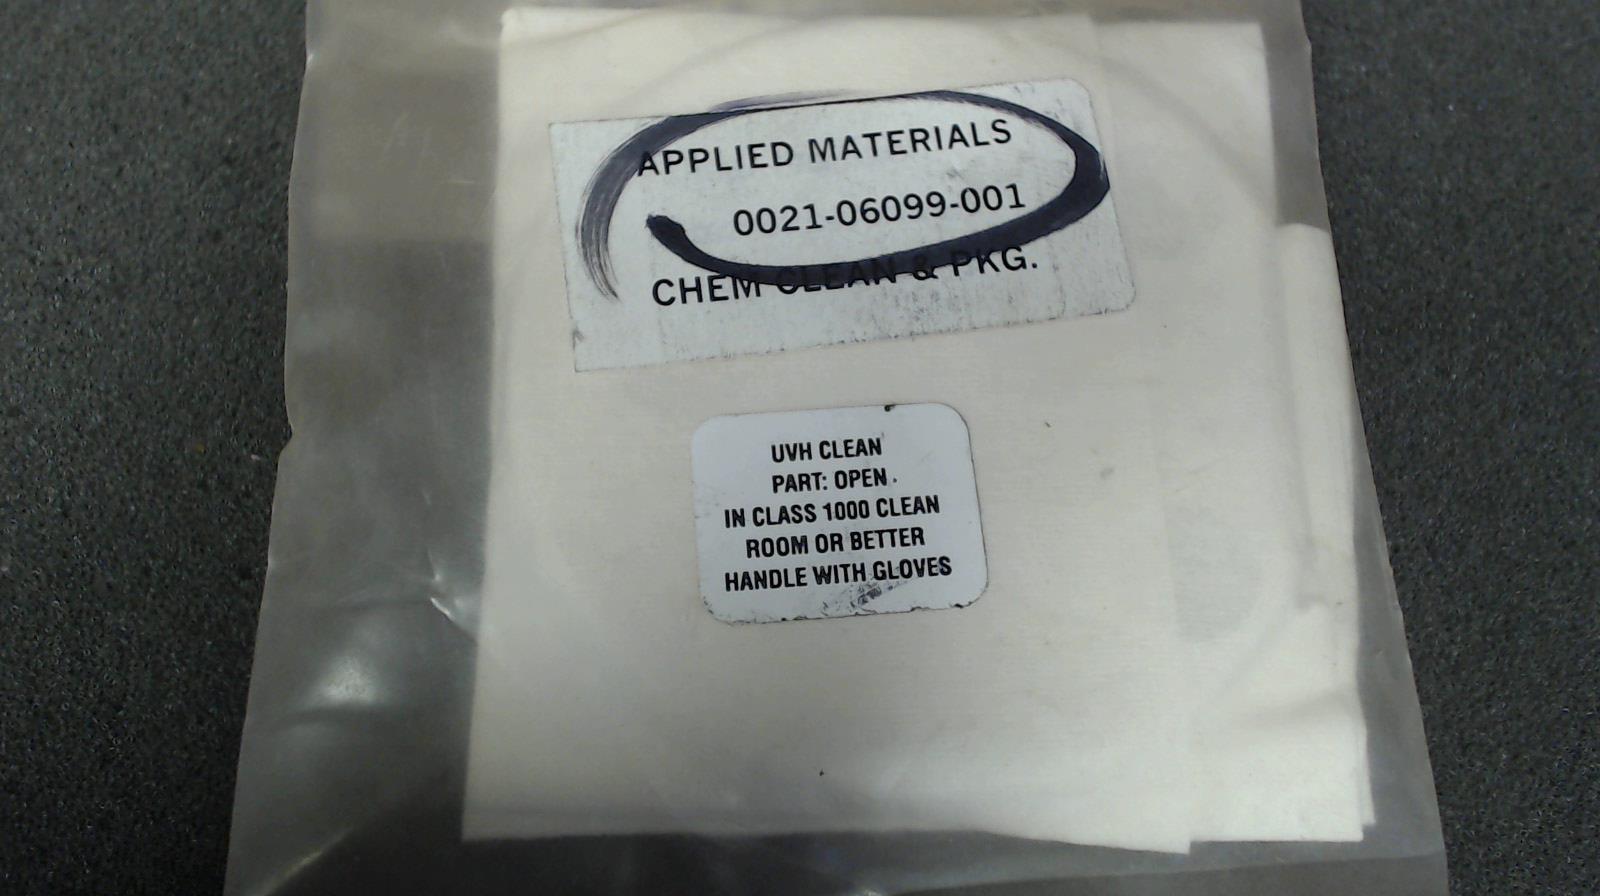 APPLIED MATERIALS
0021-06099-001
CHEM CLEAN & PKG.
UVH CLEAN
PART: OPEN
IN CLASS 1000 CLEAN
ROOM OR BETTER
HANDLE WITH GLOVES